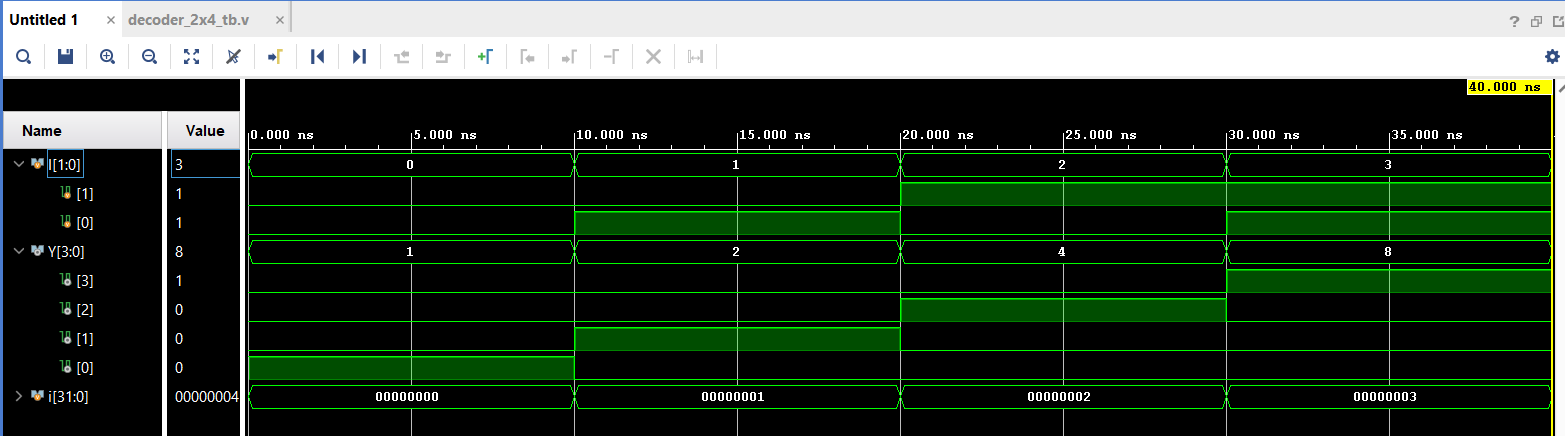 Untitled 1 × decoder_2x4_tb.v ×
?
40.000 ns
Name Value
0.000 ns 5.000 ns 10.000 ns 15.000 ns 20.000 ns 25.000 ns 30.000 ns 35.000 ns
I[1:0] 3 0 1 2 3
[1] 1
[0] 1
Y[3:0] 8 1 2 4 8
[3] 1
[2] 0
[1] 0
[0] 0
i[31:0] 00000004 00000000 00000001 00000002 00000003